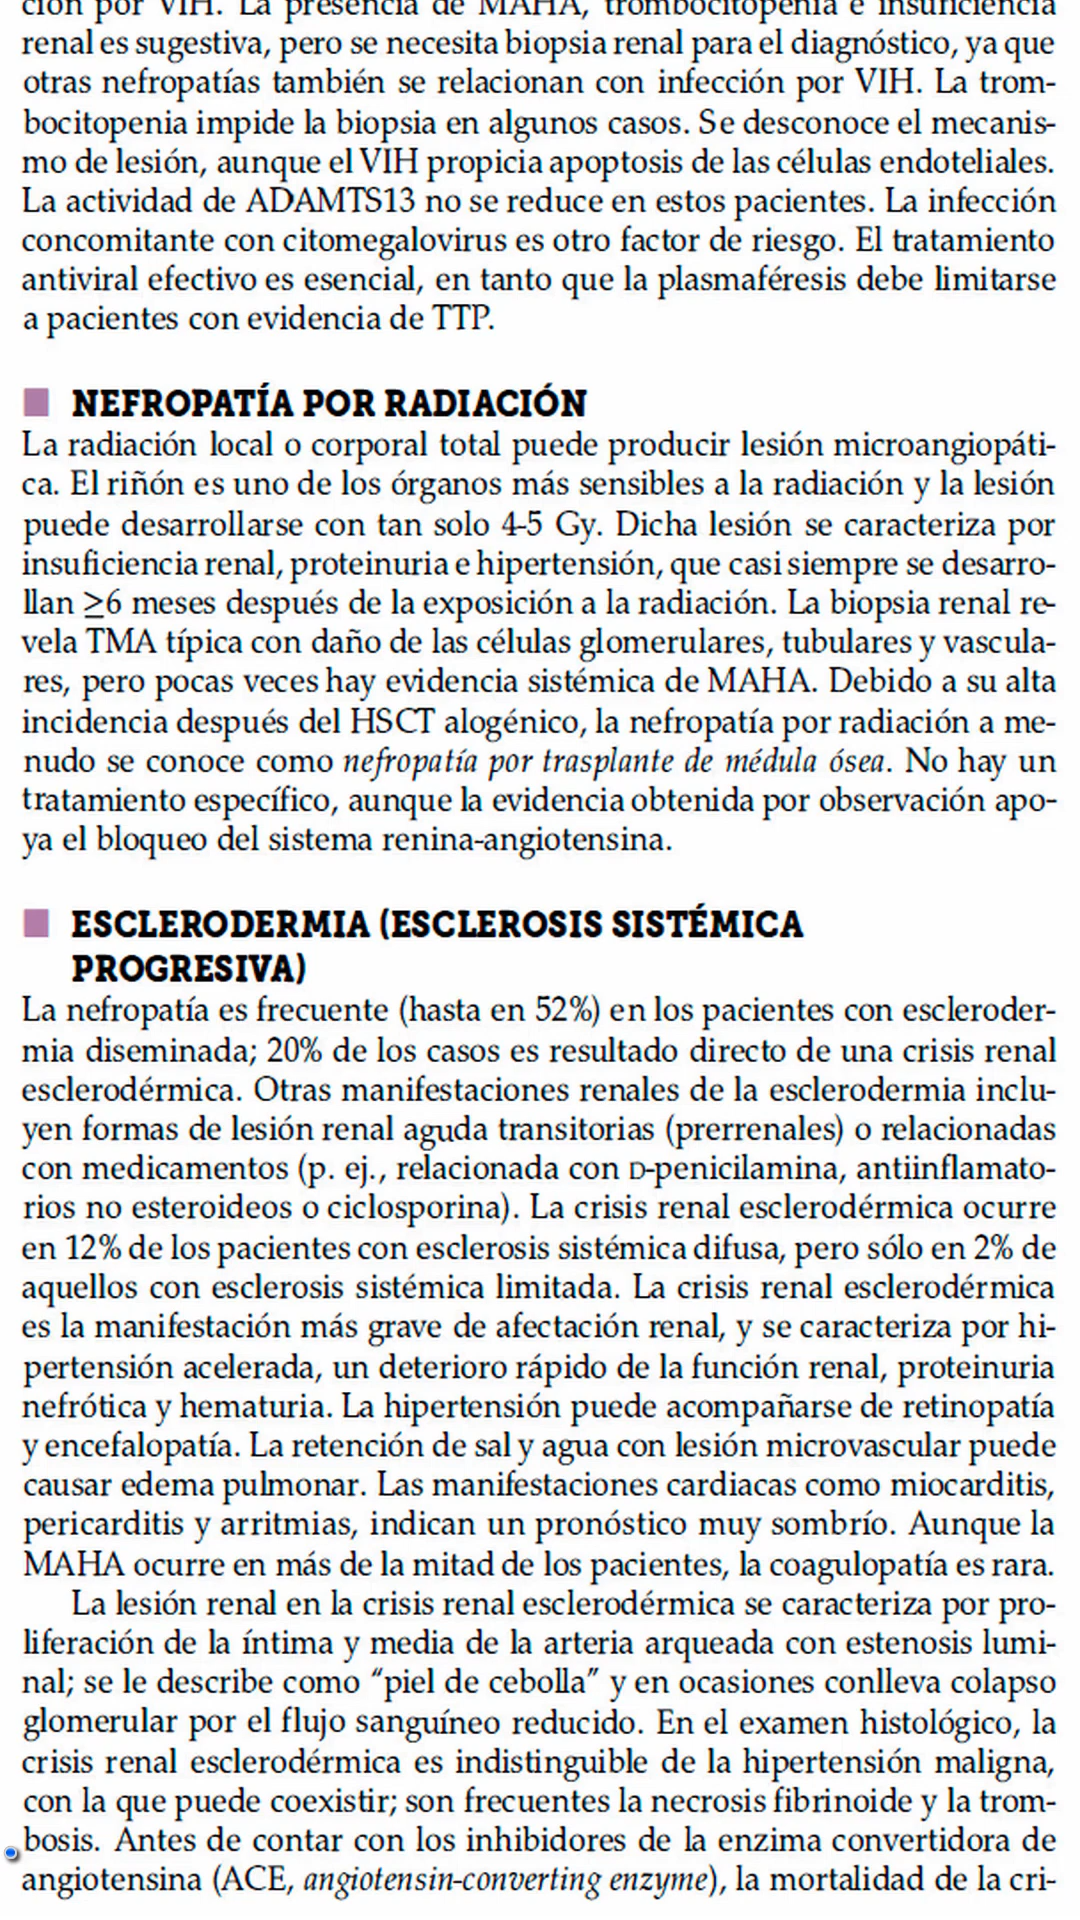 ción por VIH. La presencia de MAHA, trombocitopenia e insuficiencia
renal es sugestiva, pero se necesita biopsia renal para el diagnóstico, ya que
otras nefropatías también se relacionan con infección por VIH. La trom-
bocitopenia impide la biopsia en algunos casos. Se desconoce el mecanis-
mo de lesión, aunque el VIH propicia apoptosis de las células endoteliales.
La actividad de ADAMTS13 no se reduce en estos pacientes. La infección
concomitante con citomegalovirus es otro factor de riesgo. El tratamiento
antiviral efectivo es esencial, en tanto que la plasmaféresis debe limitarse
a pacientes con evidencia de TTP.
NEFROPATÍA POR RADIACIÓN
La radiación local o corporal total puede producir lesión microangiopáti-
ca. El riñón es uno de los órganos más sensibles a la radiación y la lesión
puede desarrollarse con tan solo 4-5 Gy. Dicha lesión se caracteriza por
insuficiencia renal, proteinuria e hipertensión, que casi siempre se desarro-
llan ≥6 meses después de la exposición a la radiación. La biopsia renal re-
vela TMA típica con daño de las células glomerulares, tubulares y vascula-
res, pero pocas veces hay evidencia sistémica de MAHA. Debido a su alta
incidencia después del HSCT alogénico, la nefropatía por radiación a me-
nudo se conoce como nefropatía por trasplante de médula ósea. No hay un
tratamiento específico, aunque la evidencia obtenida por observación apo-
ya el bloqueo del sistema renina-angiotensina.
ESCLERODERMIA (ESCLEROSIS SISTÉMICA
PROGRESIVA)
La nefropatía es frecuente (hasta en 52%) en los pacientes con escleroder-
mia diseminada; 20% de los casos es resultado directo de una crisis renal
esclerodérmica. Otras manifestaciones renales de la esclerodermia inclu-
yen formas de lesión renal aguda transitorias (prerrenales) o relacionadas
con medicamentos (p. ej., relacionada con D-penicilamina, antiinflamato-
rios no esteroideos o ciclosporina). La crisis renal esclerodérmica ocurre
en 12% de los pacientes con esclerosis sistémica difusa, pero sólo en 2% de
aquellos con esclerosis sistémica limitada. La crisis renal esclerodérmica
es la manifestación más grave de afectación renal, y se caracteriza por hi-
pertensión acelerada, un deterioro rápido de la función renal, proteinuria
nefrótica y hematuria. La hipertensión puede acompañarse de retinopatía
y encefalopatía. La retención de sal y agua con lesión microvascular puede
causar edema pulmonar. Las manifestaciones cardiacas como miocarditis,
pericarditis y arritmias, indican un pronóstico muy sombrío. Aunque la
MAHA ocurre en más de la mitad de los pacientes, la coagulopatía es rara.
La lesión renal en la crisis renal esclerodérmica se caracteriza por pro-
liferación de la íntima y media de la arteria arqueada con estenosis lumi-
nal; se le describe como “piel de cebolla” y en ocasiones conlleva colapso
glomerular por el flujo sanguíneo reducido. En el examen histológico, la
crisis renal esclerodérmica es indistinguible de la hipertensión maligna,
con la que puede coexistir; son frecuentes la necrosis fibrinoide y la trom-
bosis. Antes de contar con los inhibidores de la enzima convertidora de
angiotensina (ACE, angiotensin-converting enzyme), la mortalidad de la cri-